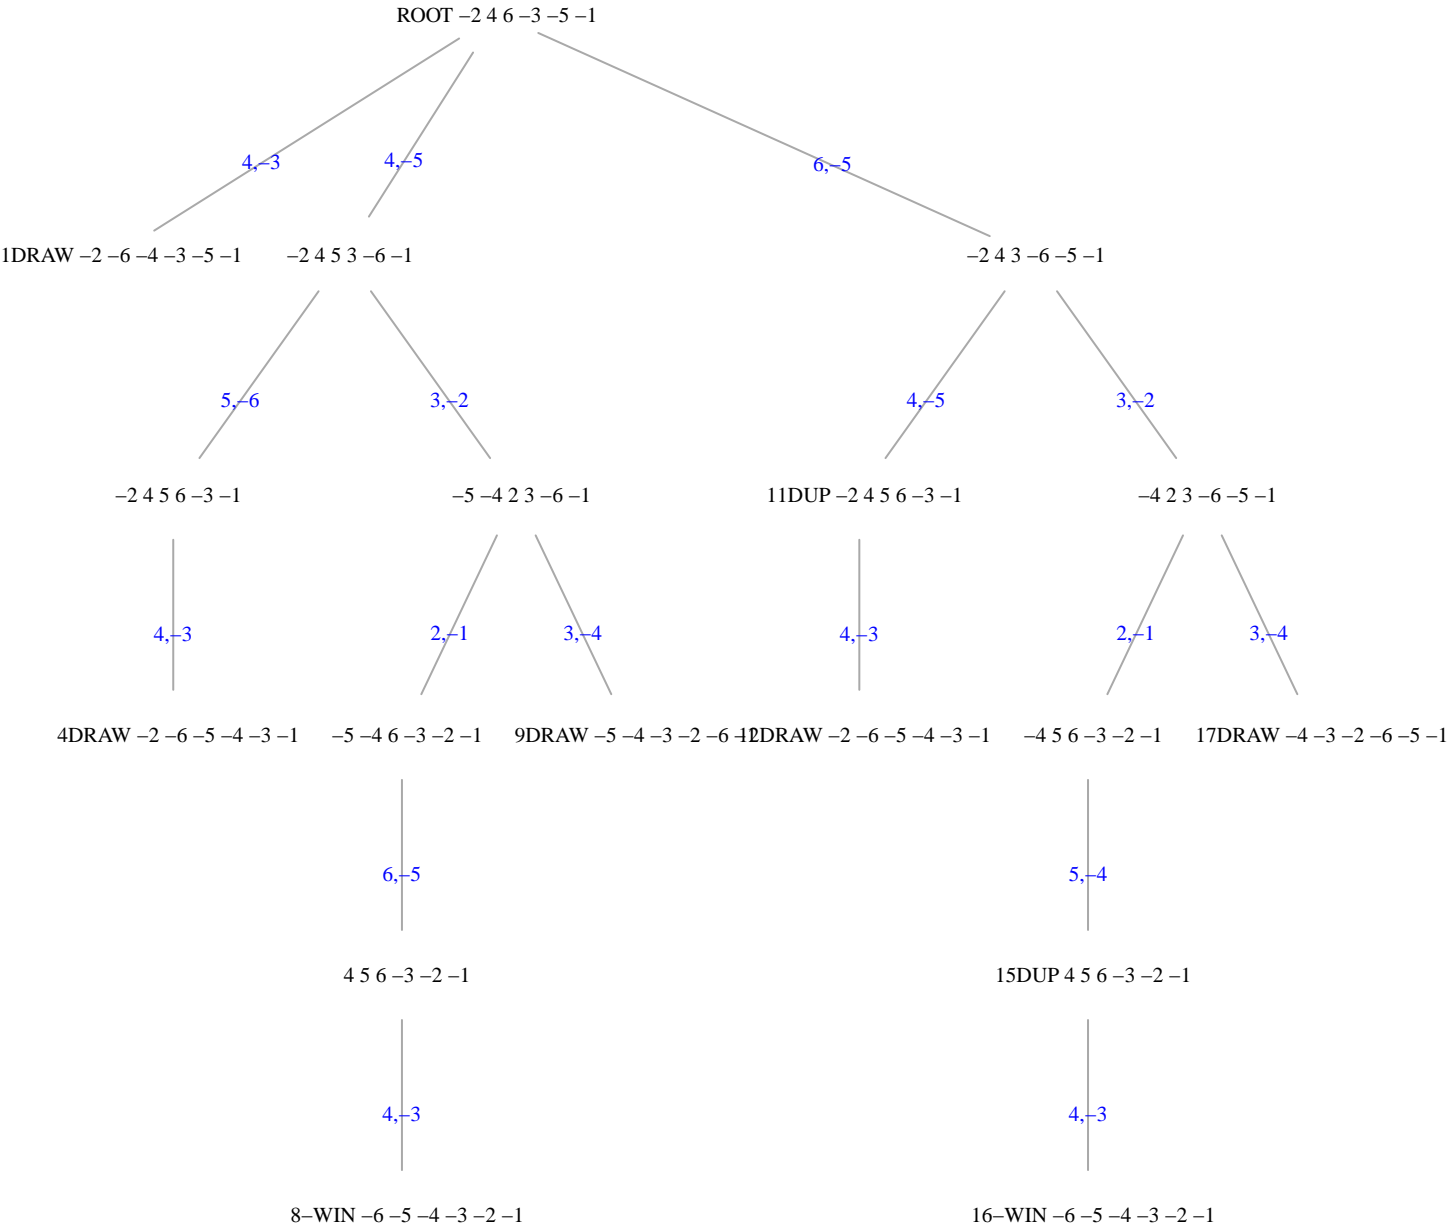 ROOT –2 4 6 –3 –5 –1
4,–3
4,–5
6,–5
1DRAW –2 –6 –4 –3 –5 –1
–2 4 5 3 –6 –1
–2 4 3 –6 –5 –1
5,–6
3,–2
4,–5
3,–2
–2 4 5 6 –3 –1
–5 –4 2 3 –6 –1
11DUP –2 4 5 6 –3 –1
–4 2 3 –6 –5 –1
4,–3
2,–1
3,–4
4,–3
2,–1
3,–4
4DRAW –2 –6 –5 –4 –3 –1
–5 –4 6 –3 –2 –1
9DRAW –5 –4 –3 –2 –6 –1
12DRAW –2 –6 –5 –4 –3 –1
–4 5 6 –3 –2 –1
17DRAW –4 –3 –2 –6 –5 –1
6,–5
5,–4
4 5 6 –3 –2 –1
15DUP 4 5 6 –3 –2 –1
4,–3
4,–3
8–WIN –6 –5 –4 –3 –2 –1
16–WIN –6 –5 –4 –3 –2 –1